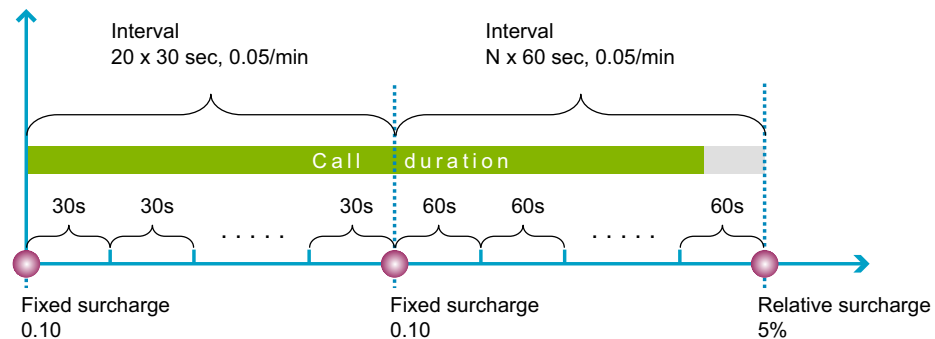 Interval
20 x 30 sec, 0.05/min
Interval
N x 60 sec, 0.05/min
Call duration
30s
30s
. . . . .
30s
60s
60s
. . . . .
60s
Fixed surcharge
0.10
Fixed surcharge
0.10
Relative surcharge
5%